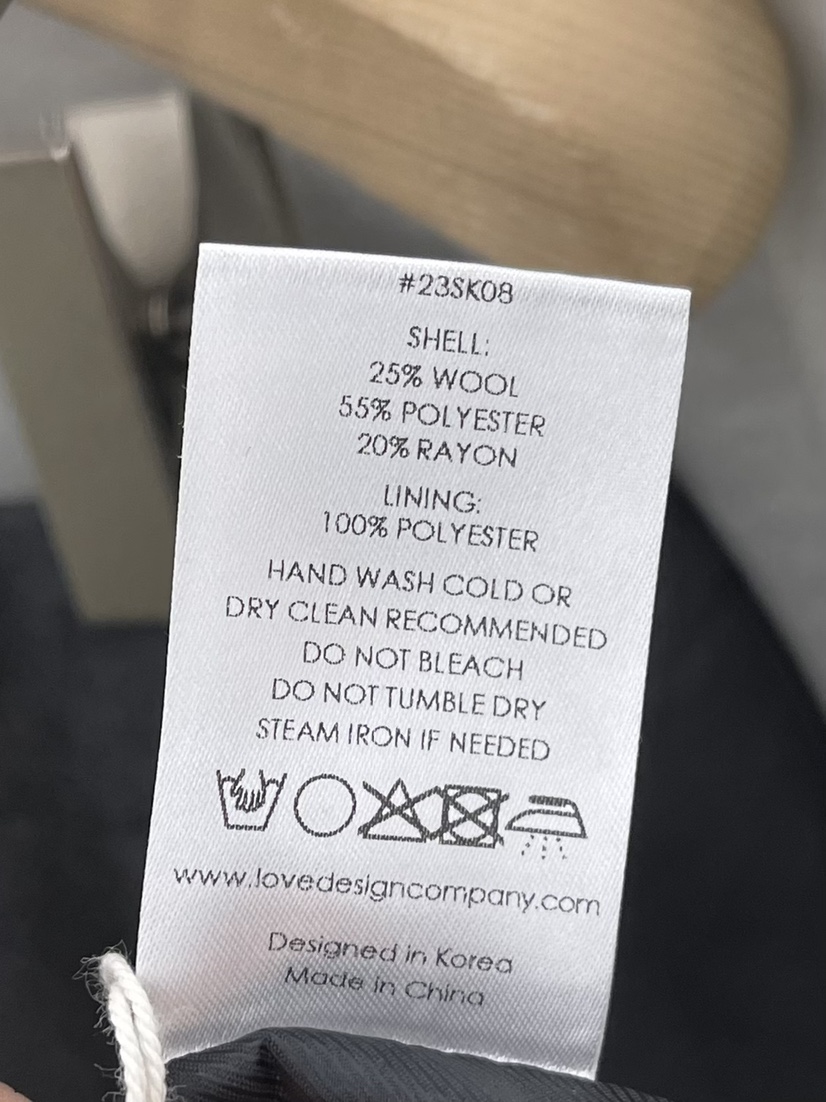 #23SK08
SHELL:
25% WOOL
55% POLYESTER
20% RAYON
LINING:
100% POLYESTER
HAND WASH COLD OR
DRY CLEAN RECOMMENDED
DO NOT BLEACH
DO NOT TUMBLE DRY
STEAM IRON IF NEEDED
www.lovedesigncompany.com
Designed in Korea
Made in China